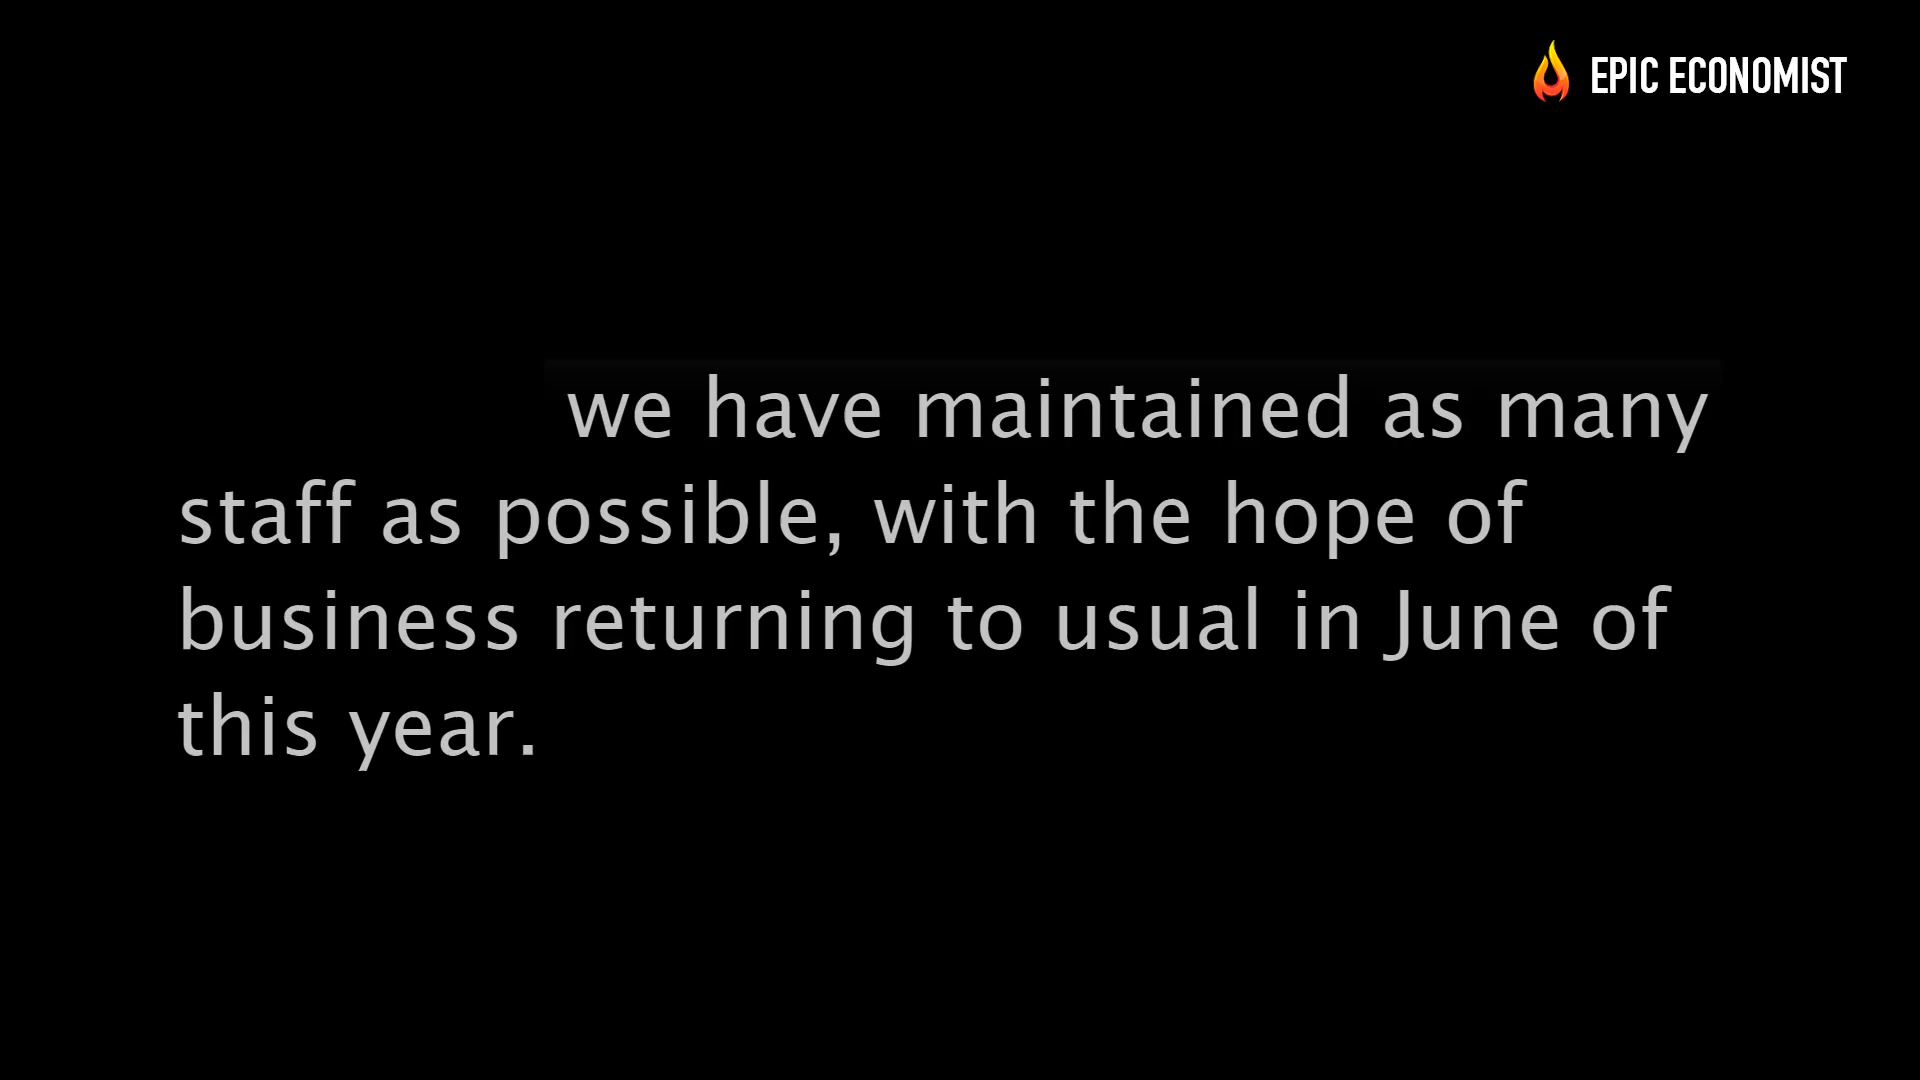 EPIC ECONOMIST
we have maintained as many
staff as possible, with the hope of
business returning to usual in June of
this year.